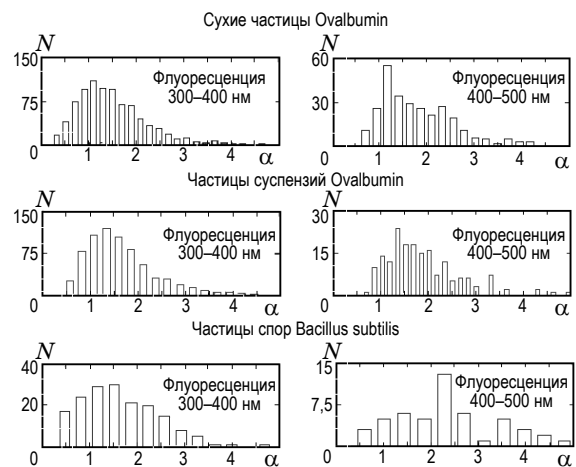 Сухие частицы Ovalbumin
N N
150 60
Флуоресценция Флуоресценция
300–400 нм 400–500 нм
75 30
0 1 2 3 4 α 0 1 2 3 4 α
Частицы суспензий Ovalbumin
N N
150 30
Флуоресценция Флуоресценция
300–400 нм 400–500 нм
75 15
0 1 2 3 4 α 0 1 2 3 4 α
Частицы спор Bacillus subtilis
N N
40 15
Флуоресценция Флуоресценция
300–400 нм 400–500 нм
20 7,5
0 1 2 3 4 α 0 2 3 4 α